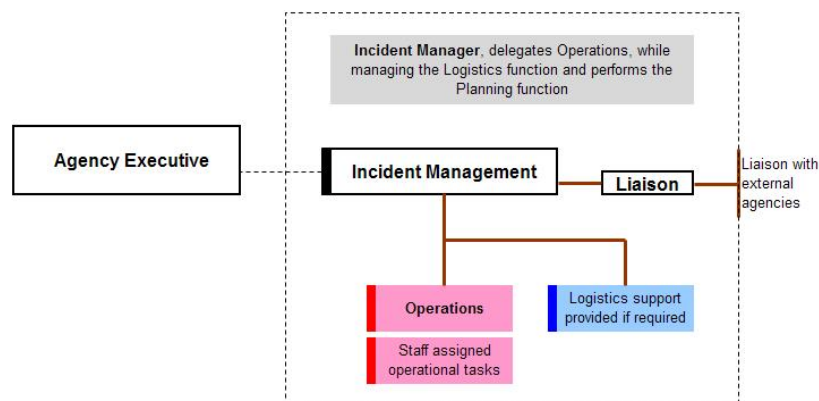 Incident Manager, delegates Operations, while
managing the Logistics function and performs the
Planning function
Agency Executive
Incident Management
Liaison
Liaison with
external
agencies
Operations
Logistics support
provided if required
Staff assigned
operational tasks